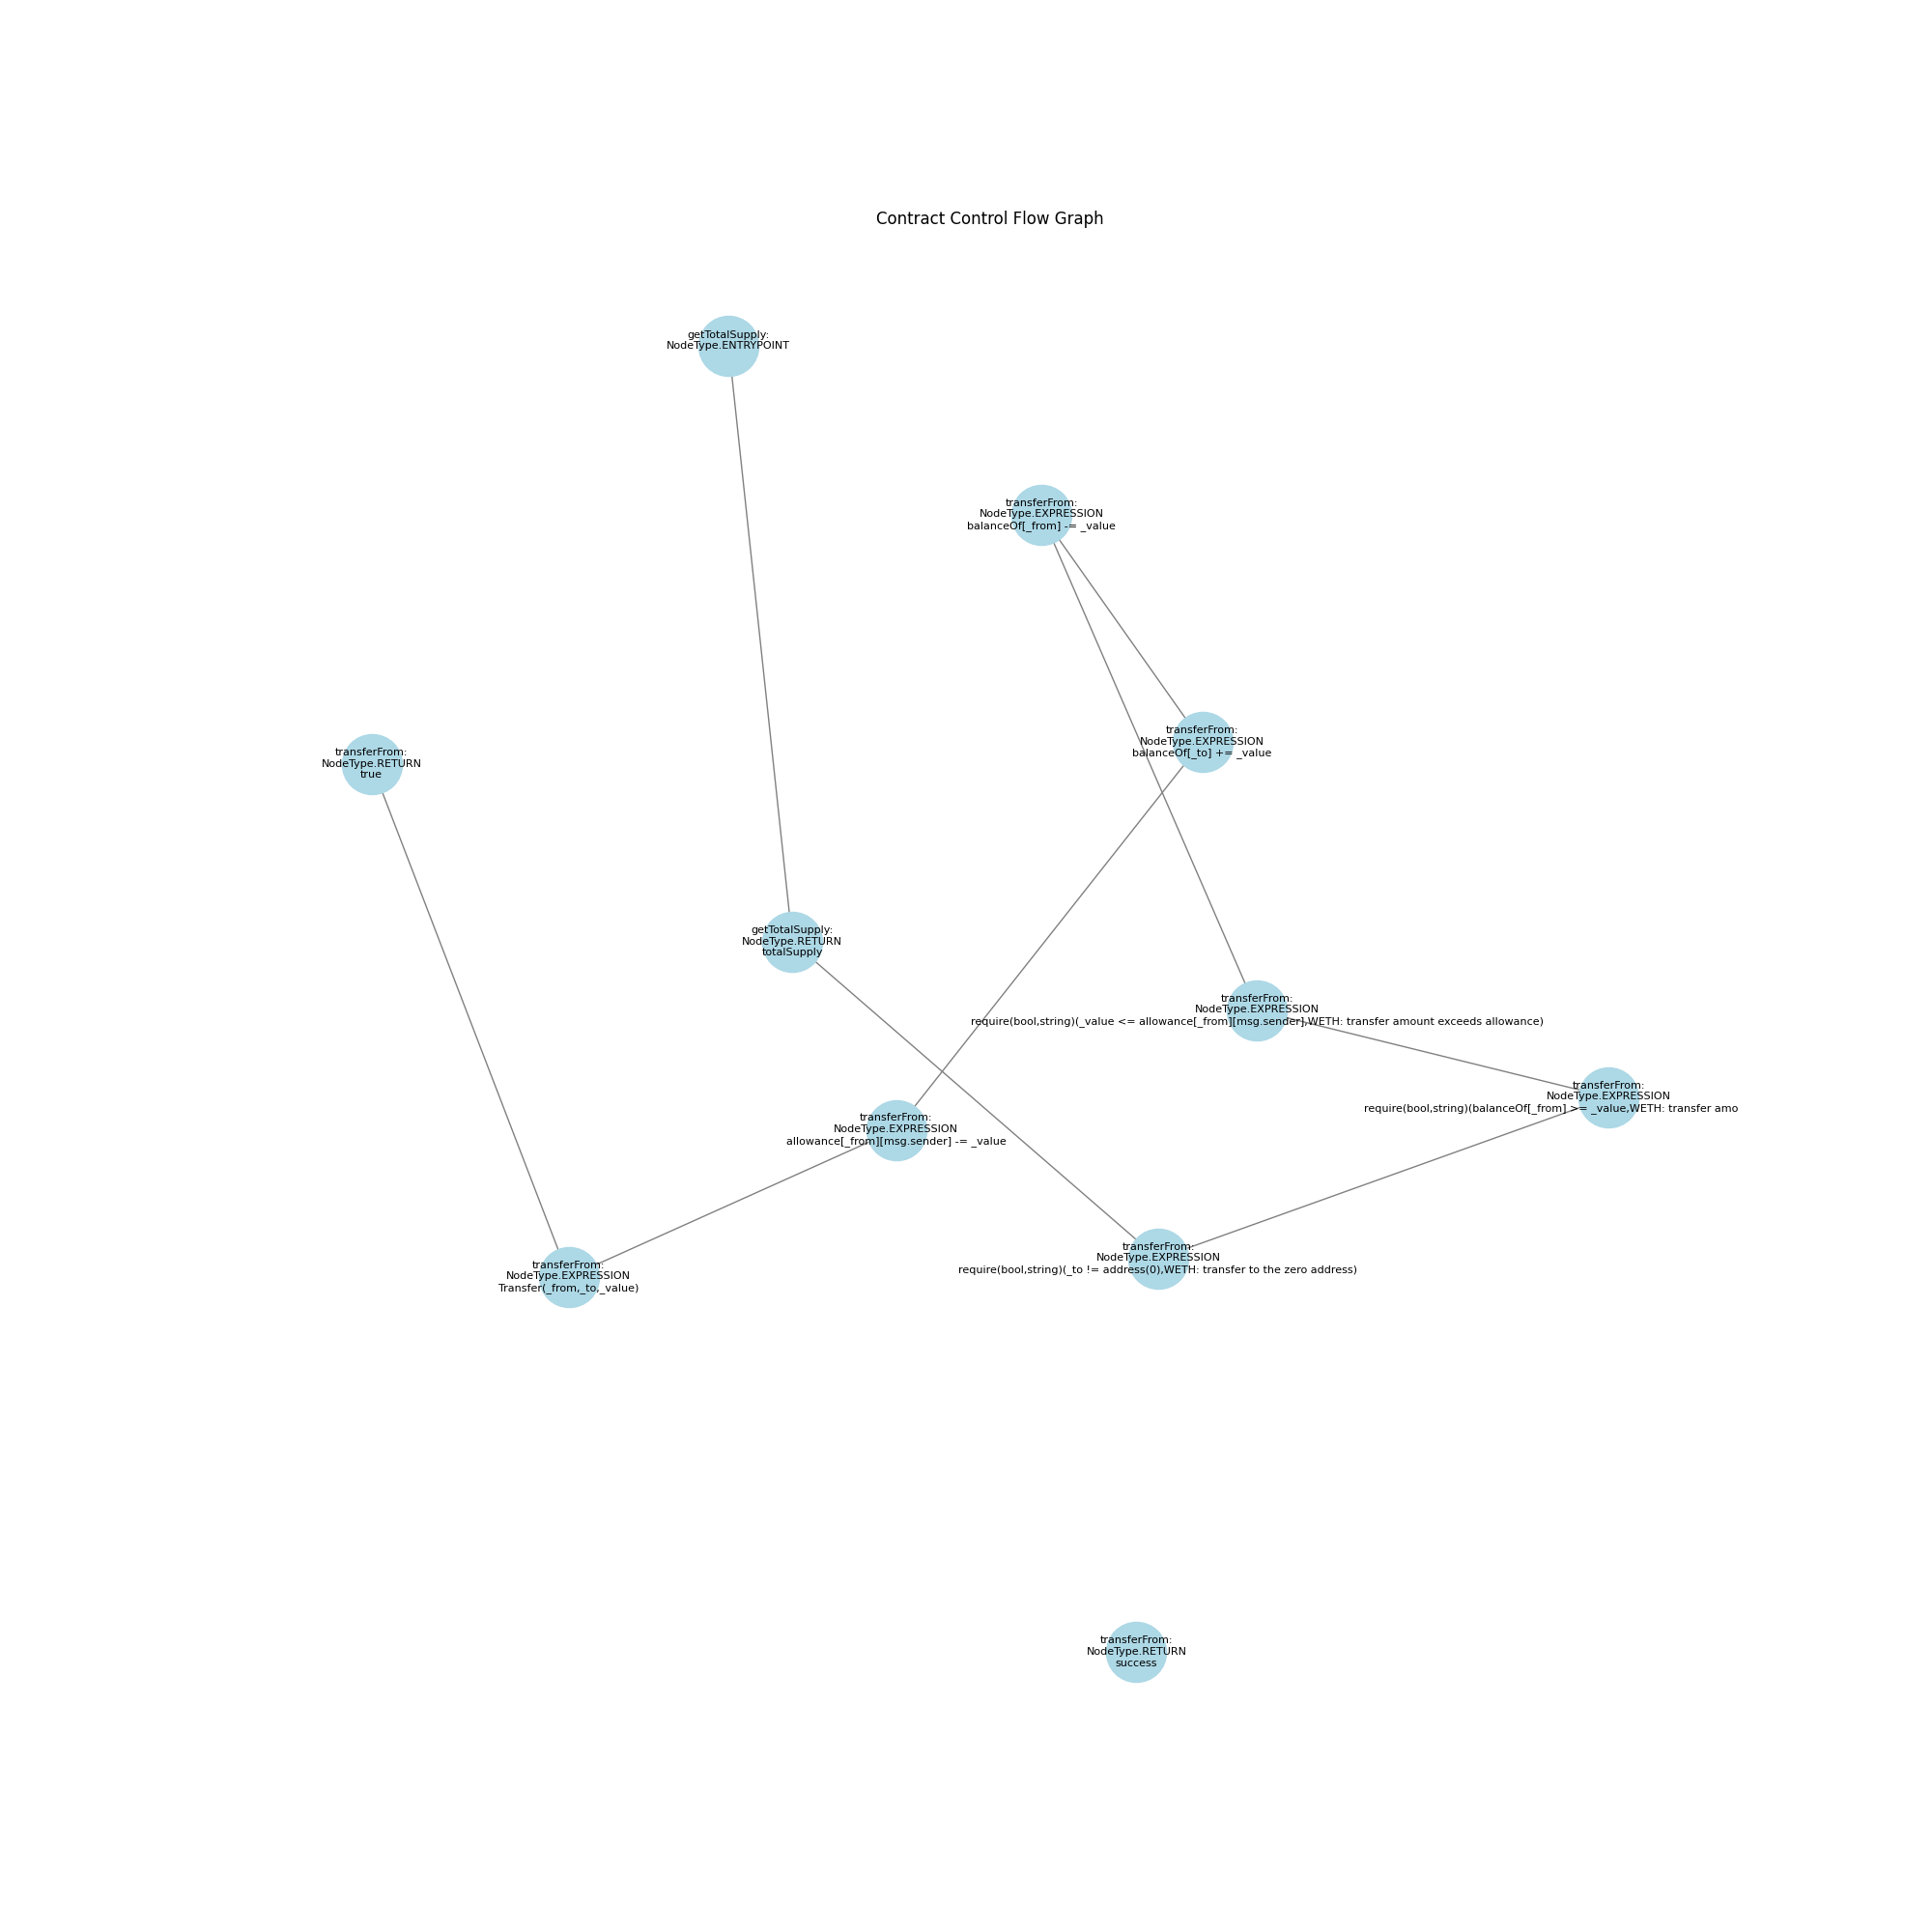 Contract Control Flow Graph
getTotalSupply:
NodeType.ENTRYPOINT
transferFrom:
NodeType.EXPRESSION
balanceOf[_from] -= _value
transferFrom:
NodeType.EXPRESSION
balanceOf[_to] += _value
transferFrom:
NodeType.RETURN
true
getTotalSupply:
NodeType.RETURN
totalSupply
transferFrom:
NodeType.EXPRESSION
require(bool,string)(_value <= allowance[_from][msg.sender],WETH: transfer amount exceeds allowance)
transferFrom:
NodeType.EXPRESSION
require(bool,string)(balanceOf[_from] >= _value,WETH: transfer amo
transferFrom:
NodeType.EXPRESSION
allowance[_from][msg.sender] -= _value
transferFrom:
NodeType.EXPRESSION
require(bool,string)(_to != address(0),WETH: transfer to the zero address)
transferFrom:
NodeType.EXPRESSION
Transfer(_from,_to,_value)
transferFrom:
NodeType.RETURN
success